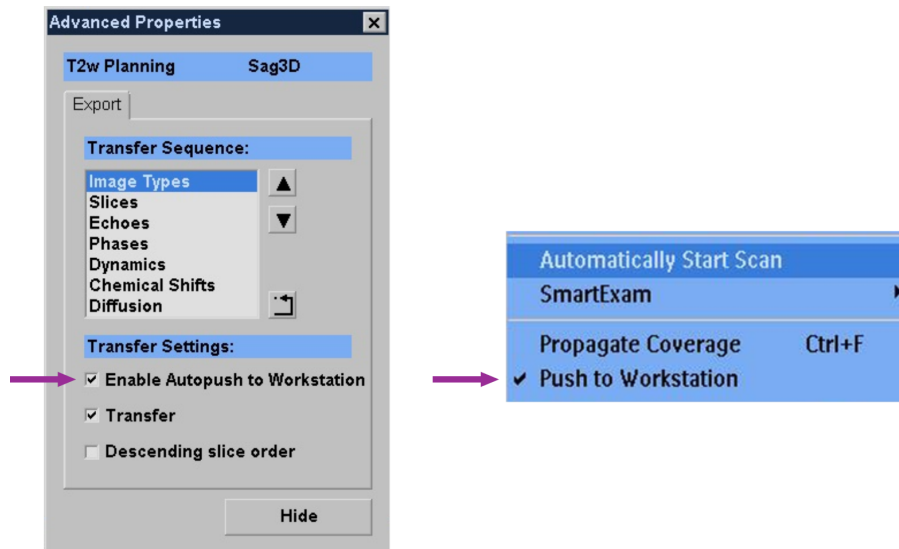 Advanced Properties
T2w Planning Sag3D
Export
Transfer Sequence:
Image Types
Slices
Echoes
Phases
Dynamics
Chemical Shifts
Diffusion
Transfer Settings:
Enable Autopush to Workstation
Transfer
Descending slice order
Hide
Automatically Start Scan
SmartExam
Propagate Coverage Ctrl+F
Push to Workstation